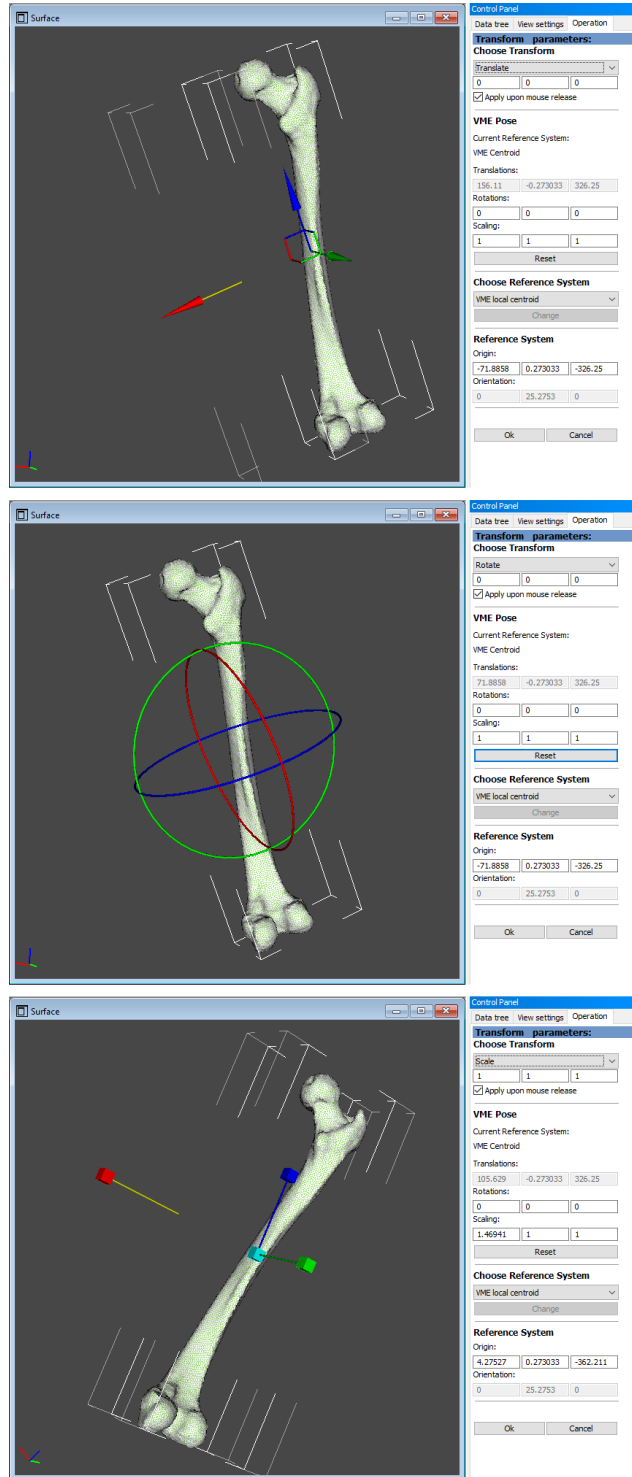 Surface
Control Panel
Data tree View settings Operation
Transform parameters:
Choose Transform
Translate
0 0 0
Apply upon mouse release
VME Pose
Current Reference System:
VME Centroid
Translations:
156.11 -0.273033 326.25
Rotations:
0 0 0
Scaling:
1 1 1
Reset
Choose Reference System
VME local centroid
Change
Reference System
Origin:
-71.8858 0.273033 -326.25
Orientation:
0 25.2753 0
Ok Cancel
Surface
Control Panel
Data tree View settings Operation
Transform parameters:
Choose Transform
Rotate
0 0 0
Apply upon mouse release
VME Pose
Current Reference System:
VME Centroid
Translations:
71.8858 -0.273033 326.25
Rotations:
0 0 0
Scaling:
1 1 1
Reset
Choose Reference System
VME local centroid
Change
Reference System
Origin:
-71.8858 0.273033 -326.25
Orientation:
0 25.2753 0
Ok Cancel
Surface
Control Panel
Data tree View settings Operation
Transform parameters:
Choose Transform
Scale
1 1 1
Apply upon mouse release
VME Pose
Current Reference System:
VME Centroid
Translations:
105.629 -0.273033 326.25
Rotations:
0 0 0
Scaling:
1.46941 1 1
Reset
Choose Reference System
VME local centroid
Change
Reference System
Origin:
4.27527 0.273033 -362.211
Orientation:
0 25.2753 0
Ok Cancel